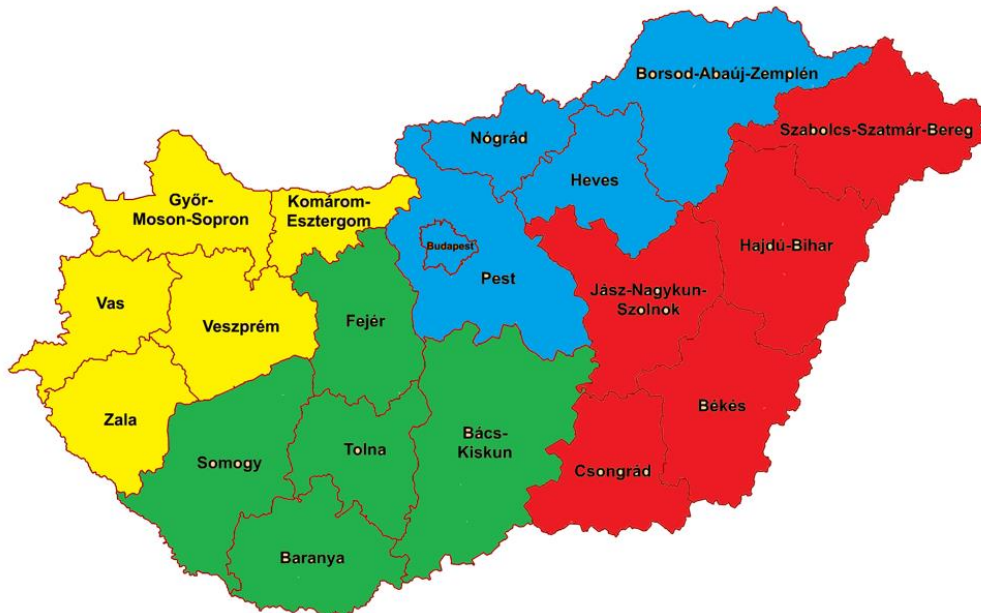 Borsod-Abaúj-Zemplén
Szabolcs-Szatmár-Bereg
Nógrád
Heves
Győr-
Moson-Sopron
Komárom-
Esztergom
Budapest
Hajdú-Bihar
Pest
Jász-Nagykun-
Szolnok
Vas
Veszprém
Fejér
Békés
Zala
Somogy
Tolna
Bács-
Kiskun
Csongrád
Baranya